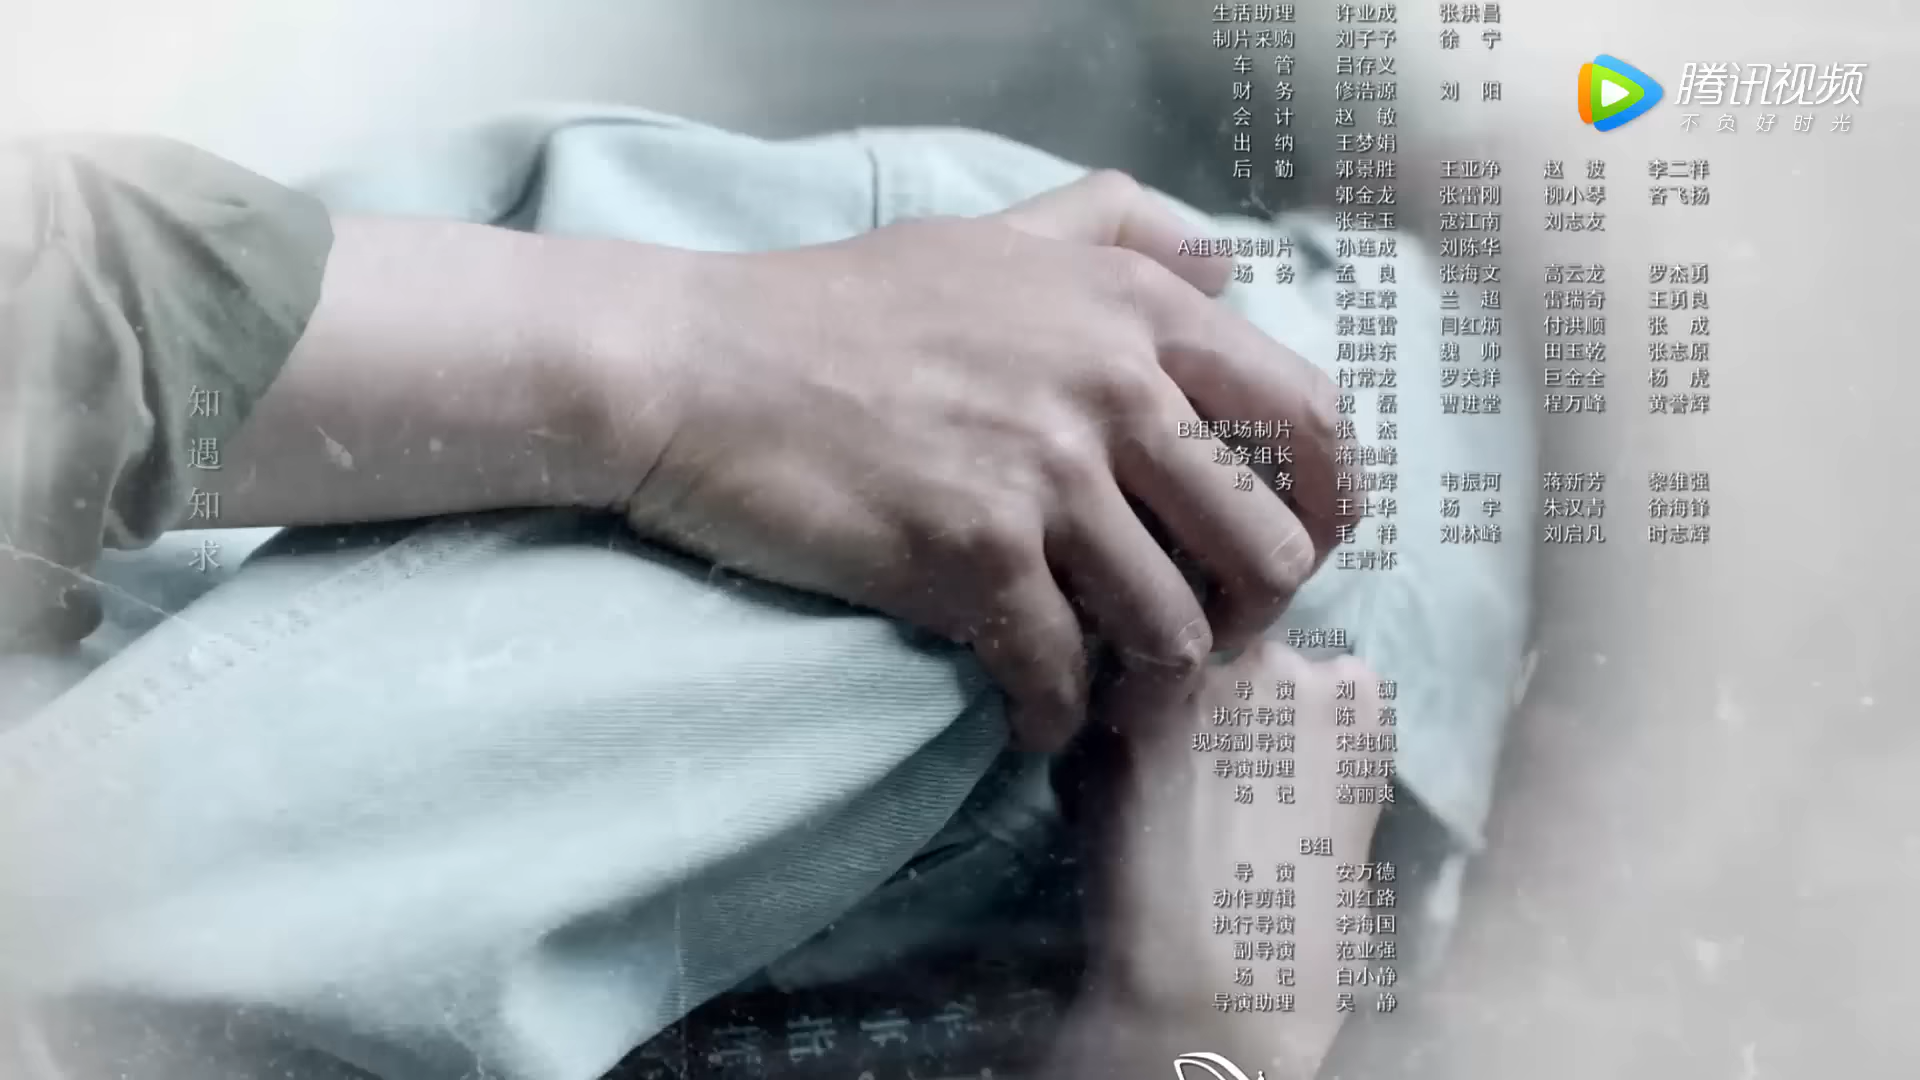 生活助理 许业成 张洪昌
制片采购 刘子予 徐宁
车管 吕存义
财务 修浩源 刘阳
会计 赵敏
出纳 王梦娟
后勤 郭景胜 王亚净 赵波 李二样
郭金龙 张雷刚 柳小琴 吝飞扬
张宝玉 寇江南 刘志友
A组现场制片 孙连成 刘陈华
场务 孟良 张海文 高云龙 罗杰勇
李玉章 兰超 雷瑞奇 王勇良
景延雷 闫红炳 付洪顺 张成
周洪东 魏帅 田玉乾 张志原
付常龙 罗关洋 巨金全 杨虎
祝磊 曹进堂 程万峰 黄誉辉
B组现场制片 张杰
场务组长 蒋艳峰
场务 肖耀辉 韦振河 蒋新芳 黎维强
王士华 杨宇 朱汉青 徐海锋
毛祥 刘林峰 刘启凡 时志辉
王青怀
导演组
导演 刘
执行导演 陈亮
现场副导演 宋纯佩
导演助理 项康乐
场记 葛丽爽
B组
导演 安万德
动作剪辑 刘红路
执行导演 李海国
副导演 范业强
场记 白小静
导演助理 吴静
腾讯视频
不负好时光
知遇知求